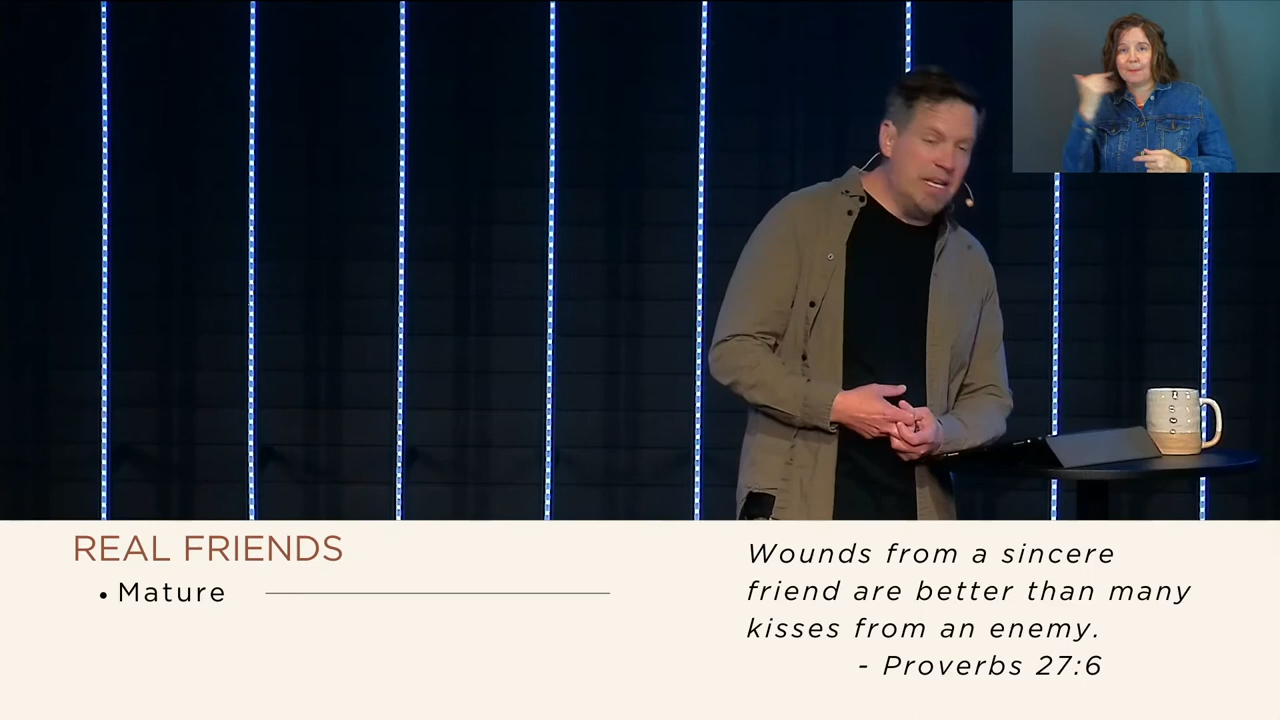 REAL FRIENDS
• Mature
Wounds from a sincere
friend are better than many
kisses from an enemy.
- Proverbs 27:6